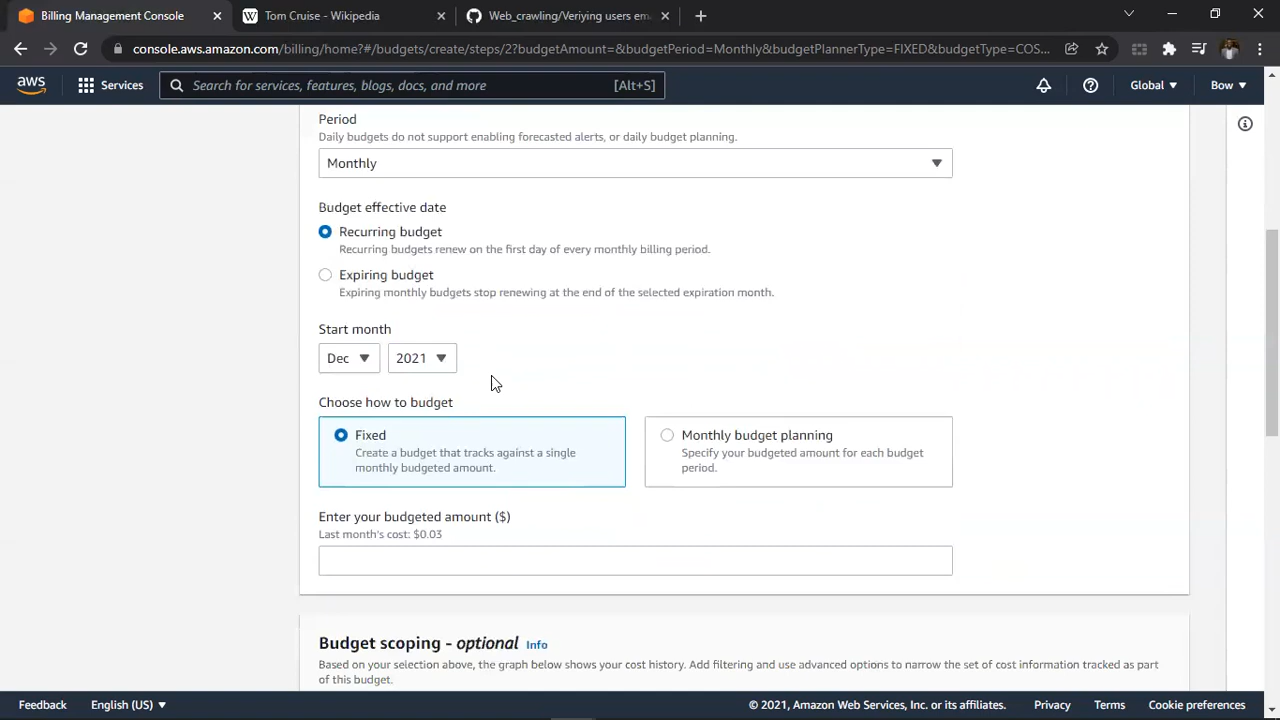 Billing Management Console
Tom Cruise - Wikipedia
Web_crawling/Veriying users ema
console.aws.amazon.com/billing/home?#/budgets/create/steps/2?budgetAmount=&budgetPeriod=Monthly&budgetPlannerType=FIXED&budgetType=COS...
aws
Services
Search for services, features, blogs, docs, and more
[Alt+S]
Global
Bow
Period
Daily budgets do not support enabling forecasted alerts, or daily budget planning.
Monthly
Budget effective date
Recurring budget
Recurring budgets renew on the first day of every monthly billing period.
Expiring budget
Expiring monthly budgets stop renewing at the end of the selected expiration month.
Start month
Dec
2021
Choose how to budget
Fixed
Create a budget that tracks against a single
monthly budgeted amount.
Monthly budget planning
Specify your budgeted amount for each budget
period.
Enter your budgeted amount ($)
Last month's cost: $0.03
Budget scoping - optional Info
Based on your selection above, the graph below shows your cost history. Add filtering and use advanced options to narrow the set of cost information tracked as part
of this budget.
Feedback
English (US)
© 2021, Amazon Web Services, Inc. or its affiliates.
Privacy
Terms
Cookie preferences